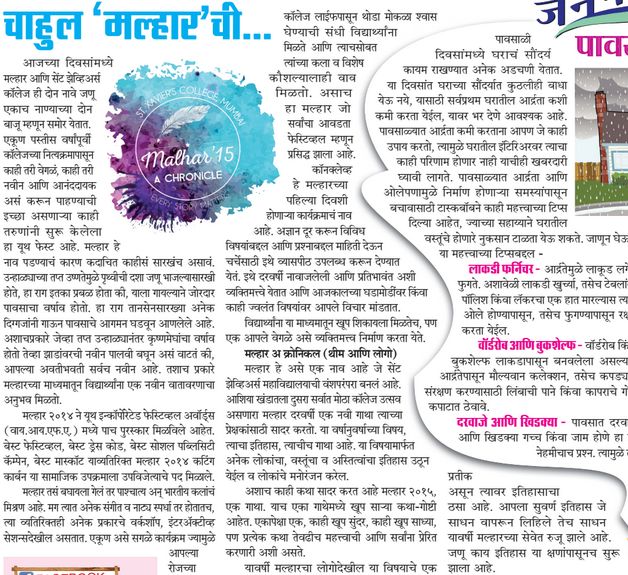 चाहुल 'मल्हार'ची...
आजच्या दिवसांमध्ये
मल्हार आणि सेंट झेव्हिअर्स
कॉलेज ही दोन नावे जणू
एकाच नाण्याच्या दोन
बाजू म्हणून समोर येतात.
एकूण पस्तीस वर्षांपूर्वी
कॉलेजच्या नित्यक्रमापासून
काही तरी वेगळं, काही तरी
नवीन आणि आनंददायक
असं करून पाहण्याची
इच्छा असणाऱ्या काही
तरुणांनी सुरू केलेला
हा यूथ फेस्ट आहे. मल्हार हे
नाव पडण्याचं कारण कदाचित काहीसं सारखंच असावं.
उन्हाळ्याच्या तप्त उष्णतेमुळे पृथ्वीची दशा जणू भाजल्यासारखी
होते, हा राग इतका प्रबळ होता की, याला गायल्याने जोरदार
पावसाचा वर्षाव होतो. हा राग तानसेनसारख्या अनेक
दिग्गजांनी गाऊन पावसाचे आगमन घडवून आणलेले आहे.
अशाचप्रकारे जेव्हा तप्त उन्हाळ्यानंतर कृष्णमेघांचा वर्षाव
होतो तेव्हा झाडांवरची नवीन पालवी बघून असं वाटतं की,
आपल्या अवतीभवती सर्वच नवीन आहे. तशाच प्रकारे
मल्हारच्या माध्यमातून विद्यार्थ्यांना एक नवीन वातावरणाचा
अनुभव मिळतो.
मल्हार २०१४ ने यूथ इन्कॉर्पोरेटेड फेस्टिव्हल अवॉर्ड्स
(वाय.आय.एफ.ए.) मध्ये पाच पुरस्कार मिळविले आहेत.
बेस्ट फेस्टिव्हल, बेस्ट ड्रेस कोड, बेस्ट सोशल पब्लिसिटी
कॅम्पेन, बेस्ट मास्कॉट याव्यतिरिक्त मल्हार २०१४ कटिंग
कार्बन या सामाजिक उपक्रमाला उपविजेत्याचे पद मिळाले.
मल्हार तसं बघायला गेलं तर पाश्चात्य अन् भारतीय कलांचं
मिश्रण आहे. मग त्यात अनेक संगीत व नाट्य स्पर्धा तर होतातच,
त्या व्यतिरिक्तही अनेक प्रकारचे वर्कशॉप, इंटरॲक्टीव्ह
सेशन्सदेखील असतात. एकूण असे सगळे कार्यक्रम ज्यामुळे
आपल्या
रोजच्या
कॉलेज लाईफपासून थोडा मोकळा श्वास
घेण्याची संधी विद्यार्थ्यांना
मिळते आणि त्याचसोवत
त्यांच्या कला व विशेष
कौशल्यालाही वाव
मिळतो. असाच
हा मल्हार जो
सर्वांचा आवडता
फेस्टिव्हल म्हणून
प्रसिद्ध झाला आहे.
कॉनक्लेव्ह
हे मल्हारच्या
पहिल्या दिवशी
होणाऱ्या कार्यक्रमाचं नाव
आहे. अज्ञान दूर करून विविध
विषयांबद्दल आणि प्रश्नाबद्दल माहिती देऊन
चर्चेसाठी इथे व्यासपीठ उपलब्ध करून देण्यात
येतं. इथे दरवर्षी नावाजलेली आणि प्रतिभावंत अशी
व्यक्तिमत्त्वे येतात आणि आजकालच्या घडामोडींवर किंवा
काही ज्वलंत विषयांवर आपले विचार मांडतात.
विद्यार्थ्यांना या माध्यमातून खूप शिकायला मिळतेच, पण
एक आपले वेगळे असे व्यक्तिमत्त्व निर्माण करता येते.
मल्हार अ क्रोनिकल (थीम आणि लोगो)
मल्हार हे असे एक नाव आहे जे सेंट
झेव्हिअर्स महाविद्यालयाची वंशपरंपरा बनलं आहे.
आशिया खंडातला दुसरा सर्वात मोठा कॉलेज उत्सव
असणारा मल्हार दरवर्षी एक नवी गाथा त्याच्या
प्रेक्षकांसाठी सादर करतो. या वर्षानुवर्षाच्या विषय,
त्याचा इतिहास, त्याचीच गाथा आहे. या विषयामार्फत
अनेक लोकांचा, वस्तूंचा व अस्तित्वांचा इतिहास उठून
येईल व लोकांचे मनोरंजन करेल.
अशाच काही कथा सादर करत आहे मल्हार २०१५,
एक गाथा. याच एका गाथेमध्ये खूप साऱ्या कथा-गोष्टी
आहेत. एकापेक्षा एक, काही खूप सुंदर, काही खूप साध्या,
पण प्रत्येक कथा तेवढीच महत्त्वाची आणि सर्वांना प्रेरित
करणारी अशी असते.
यावर्षी मल्हारचा लोगोदेखील या विषयाचे एक
ST. XAVIER'S COLLEGE, MUMBAI
Malhar'15
A CHRONICLE
EVERY STORY MATTERS
पावसाळी
दिवसांमध्ये घराचं सौंदर्य
कायम राखण्यात अनेक अडचणी येतात.
या दिवसांत घराच्या सौंदर्यात कुठलीही बाधा
येऊ नये, यासाठी सर्वप्रथम घरातील आर्द्रता कशी
कमी करता येईल, यावर भर देणे आवश्यक आहे.
पावसाळ्यात आर्द्रता कमी करताना आपण जे काही
उपाय करतो, त्यामुळे घरातील इंटिरिअरवर त्याचा
काही परिणाम होणार नाही याचीही खबरदारी
घ्यावी लागते. पावसाळ्यात आर्द्रता आणि
ओलेपणामुळे निर्माण होणाऱ्या समस्यांपासून
बचावासाठी टास्कबॉबने काही महत्त्वाच्या टिप्स
दिल्या आहेत, ज्याच्या सहाय्याने घरातील
वस्तूंचे होणारे नुकसान टाळता येऊ शकते. जाणून घेऊ
या महत्त्वाच्या टिप्सबद्दल -
लाकडी फर्निचर - आर्द्रतेमुळे लाकूड लगे
फुगते. अशावेळी लाकडी खुर्च्या, तसेच टेबलां
पॉलिश किंवा लॅकरचा एक हात मारल्यास त्या
ओले होण्यापासून, तसेच फुगण्यापासून रक्ष
करता येईल.
वॉर्डरोब आणि बुकशेल्फ - वॉर्डरोब किं
बुकशेल्फ लाकडापासून बनवलेला असल्या
आर्द्रतेपासून मौल्यवान कलेक्शन, तसेच कपड्य
संरक्षण करण्यासाठी लिंबाची पाने किंवा कापराचे गो
कपाटात ठेवावे.
दरवाजे आणि खिडक्या - पावसात दरवा
आणि खिडक्या गच्च किंवा जाम होणे हा
नेहमीचाच प्रश्न. त्यामुळे
प्रतीक
असून त्यावर इतिहासाचा
ठसा आहे. आपला सुवर्ण इतिहास जे
साधन वापरून लिहिले तेच साधन
यावर्षी मल्हारच्या सेवेत रुजू झाले आहे.
जणू काय इतिहास या क्षणांपासूनच सुरू
झाला आहे.